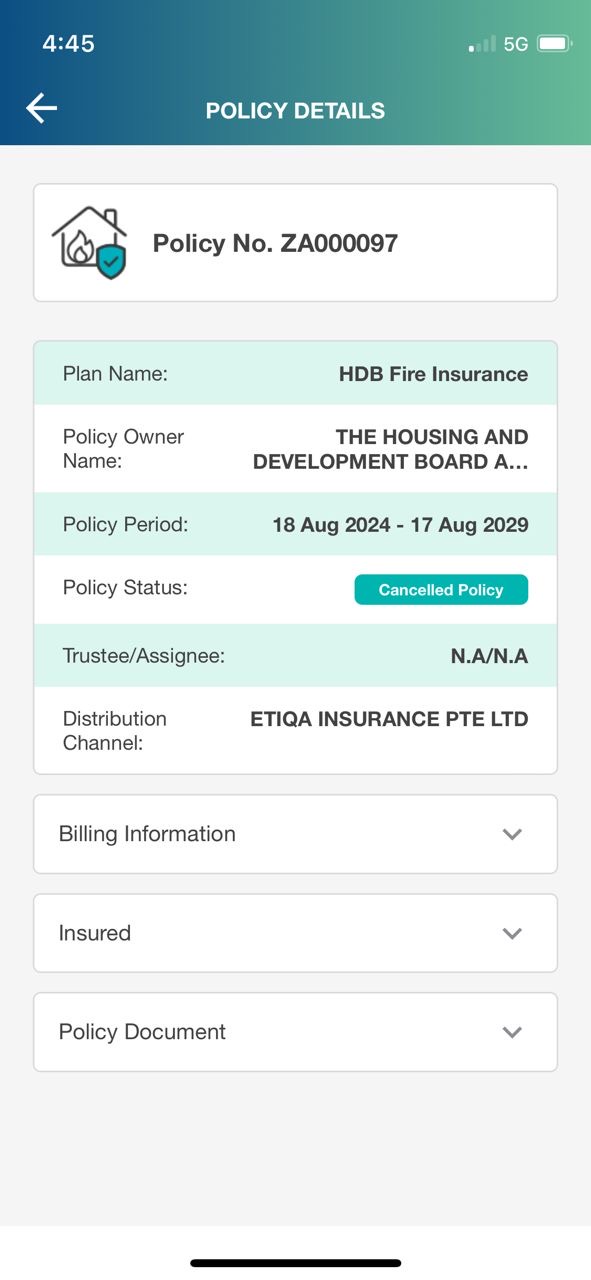 4:45
5G
POLICY DETAILS
Policy No. ZA000097
Plan Name: HDB Fire Insurance
Policy Owner THE HOUSING AND
Name: DEVELOPMENT BOARD A...
Policy Period: 18 Aug 2024 - 17 Aug 2029
Policy Status: Cancelled Policy
Trustee/Assignee: N.A/N.A
Distribution ETIQA INSURANCE PTE LTD
Channel:
Billing Information
Insured
Policy Document